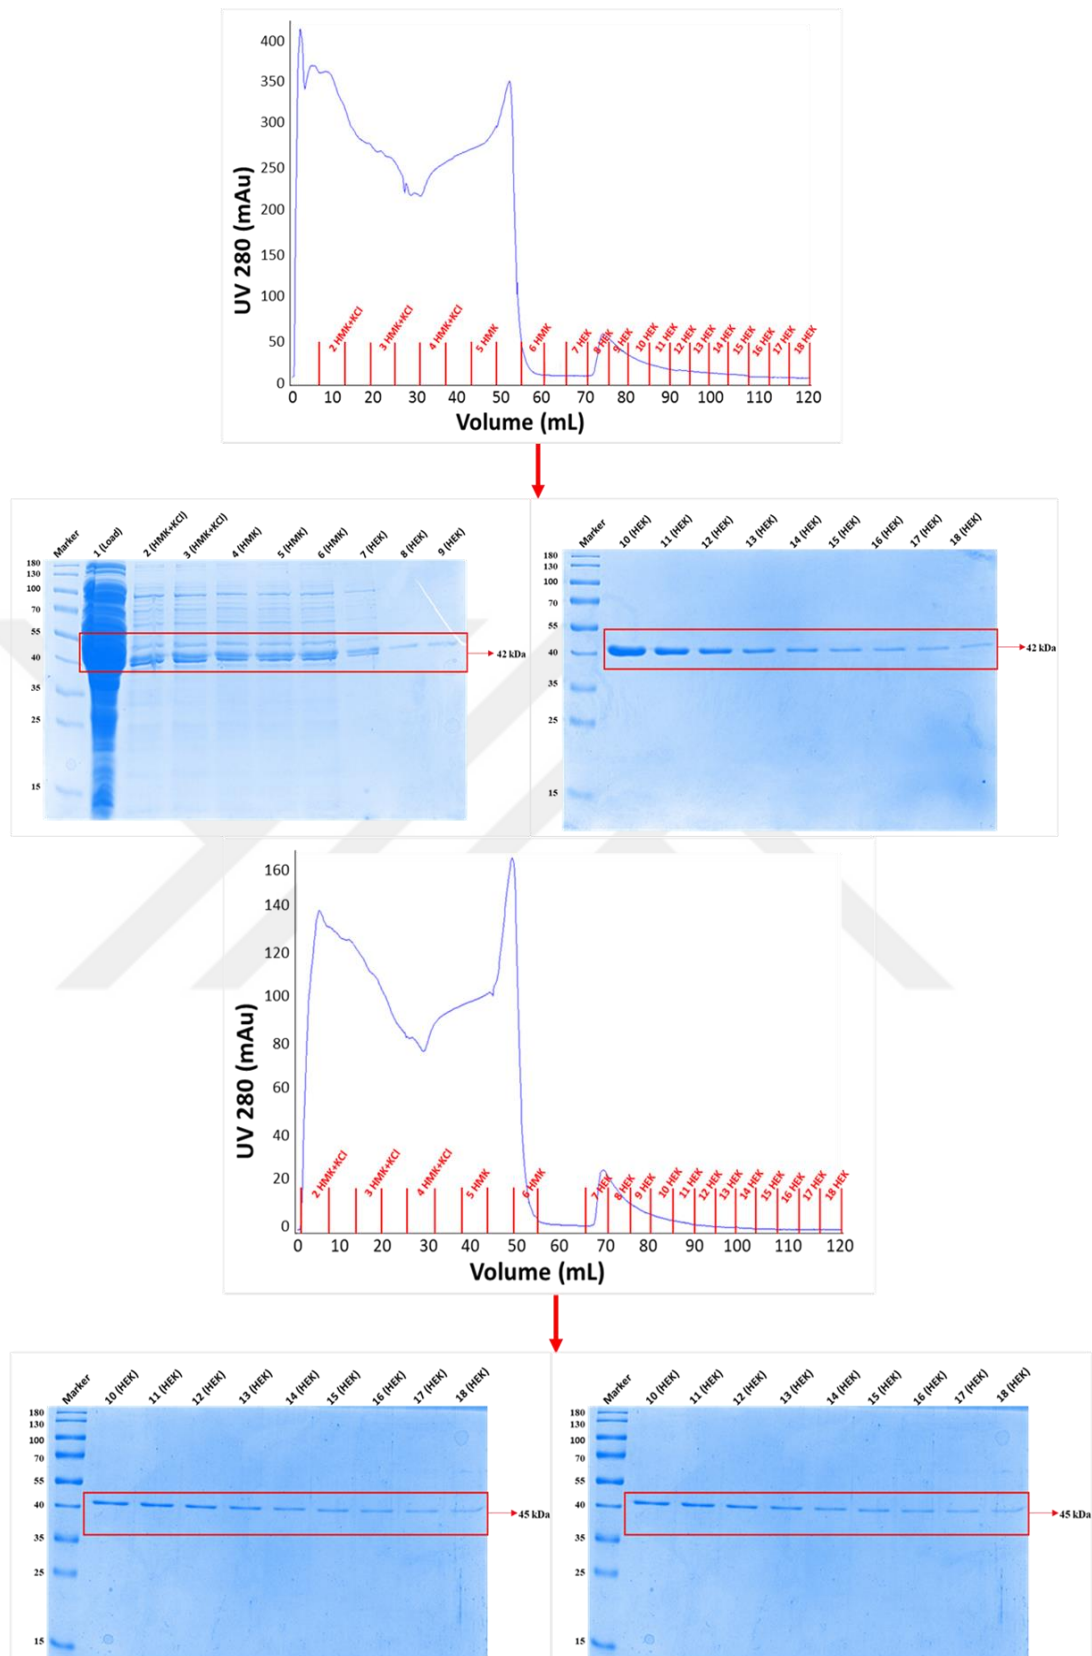 400
350
300
250
200
150
100
50
0
UV 280 (mAu)
2 HMK+KCl
3 HMK+KCl
4 HMK+KCl
5 HMK
6 HMK
7 HEK
8 HEK
9 HEK
10 HEK
11 HEK
12 HEK
13 HEK
14 HEK
15 HEK
16 HEK
17 HEK
18 HEK
0 10 20 30 40 50 60 70 80 90 100 110 120
Volume (mL)
Marker
1 (Load)
2 (HMK+KCl)
3 (HMK+KCl)
4 (HMK)
5 (HMK)
6 (HMK)
7 (HEK)
8 (HEK)
9 (HEK)
180
130
100
70
55
40
35
25
15
42 kDa
Marker
10 (HEK)
11 (HEK)
12 (HEK)
13 (HEK)
14 (HEK)
15 (HEK)
16 (HEK)
17 (HEK)
18 (HEK)
180
130
100
70
55
40
35
25
15
42 kDa
160
140
120
100
80
60
40
20
0
UV 280 (mAu)
2 HMK+KCl
3 HMK+KCl
4 HMK+KCl
5 HMK
6 HMK
7 HEK
8 HEK
9 HEK
10 HEK
11 HEK
12 HEK
13 HEK
14 HEK
15 HEK
16 HEK
17 HEK
18 HEK
0 10 20 30 40 50 60 70 80 90 100 110 120
Volume (mL)
Marker
10 (HEK)
11 (HEK)
12 (HEK)
13 (HEK)
14 (HEK)
15 (HEK)
16 (HEK)
17 (HEK)
18 (HEK)
180
130
100
70
55
40
35
25
15
45 kDa
Marker
10 (HEK)
11 (HEK)
12 (HEK)
13 (HEK)
14 (HEK)
15 (HEK)
16 (HEK)
17 (HEK)
18 (HEK)
180
130
100
70
55
40
35
25
15
45 kDa